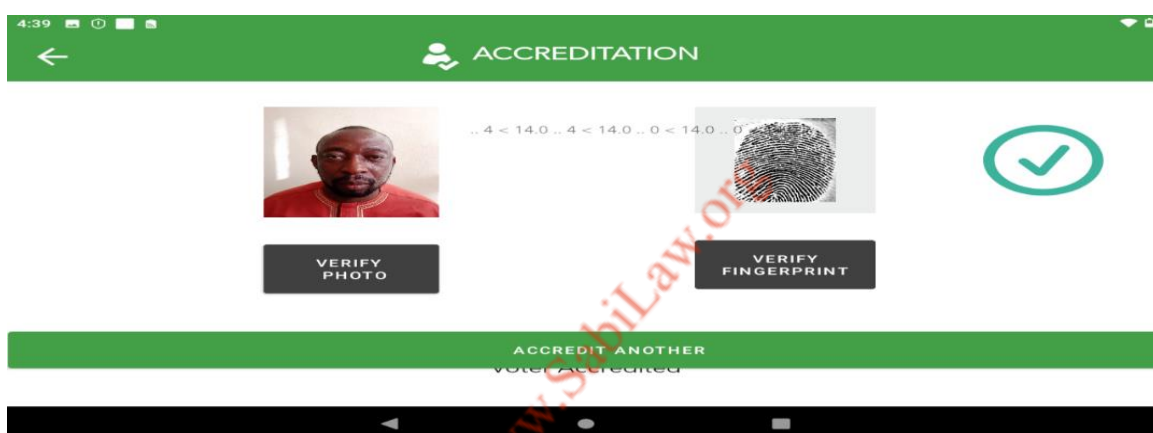 4:39
ACCREDITATION
.. 4 < 14.0 .. 4 < 14.0 .. 0 < 14.0 .. 0
VERIFY
PHOTO
VERIFY
FINGERPRINT
ACCREDIT ANOTHER
Voter Accredited
www.SabiLaw.org